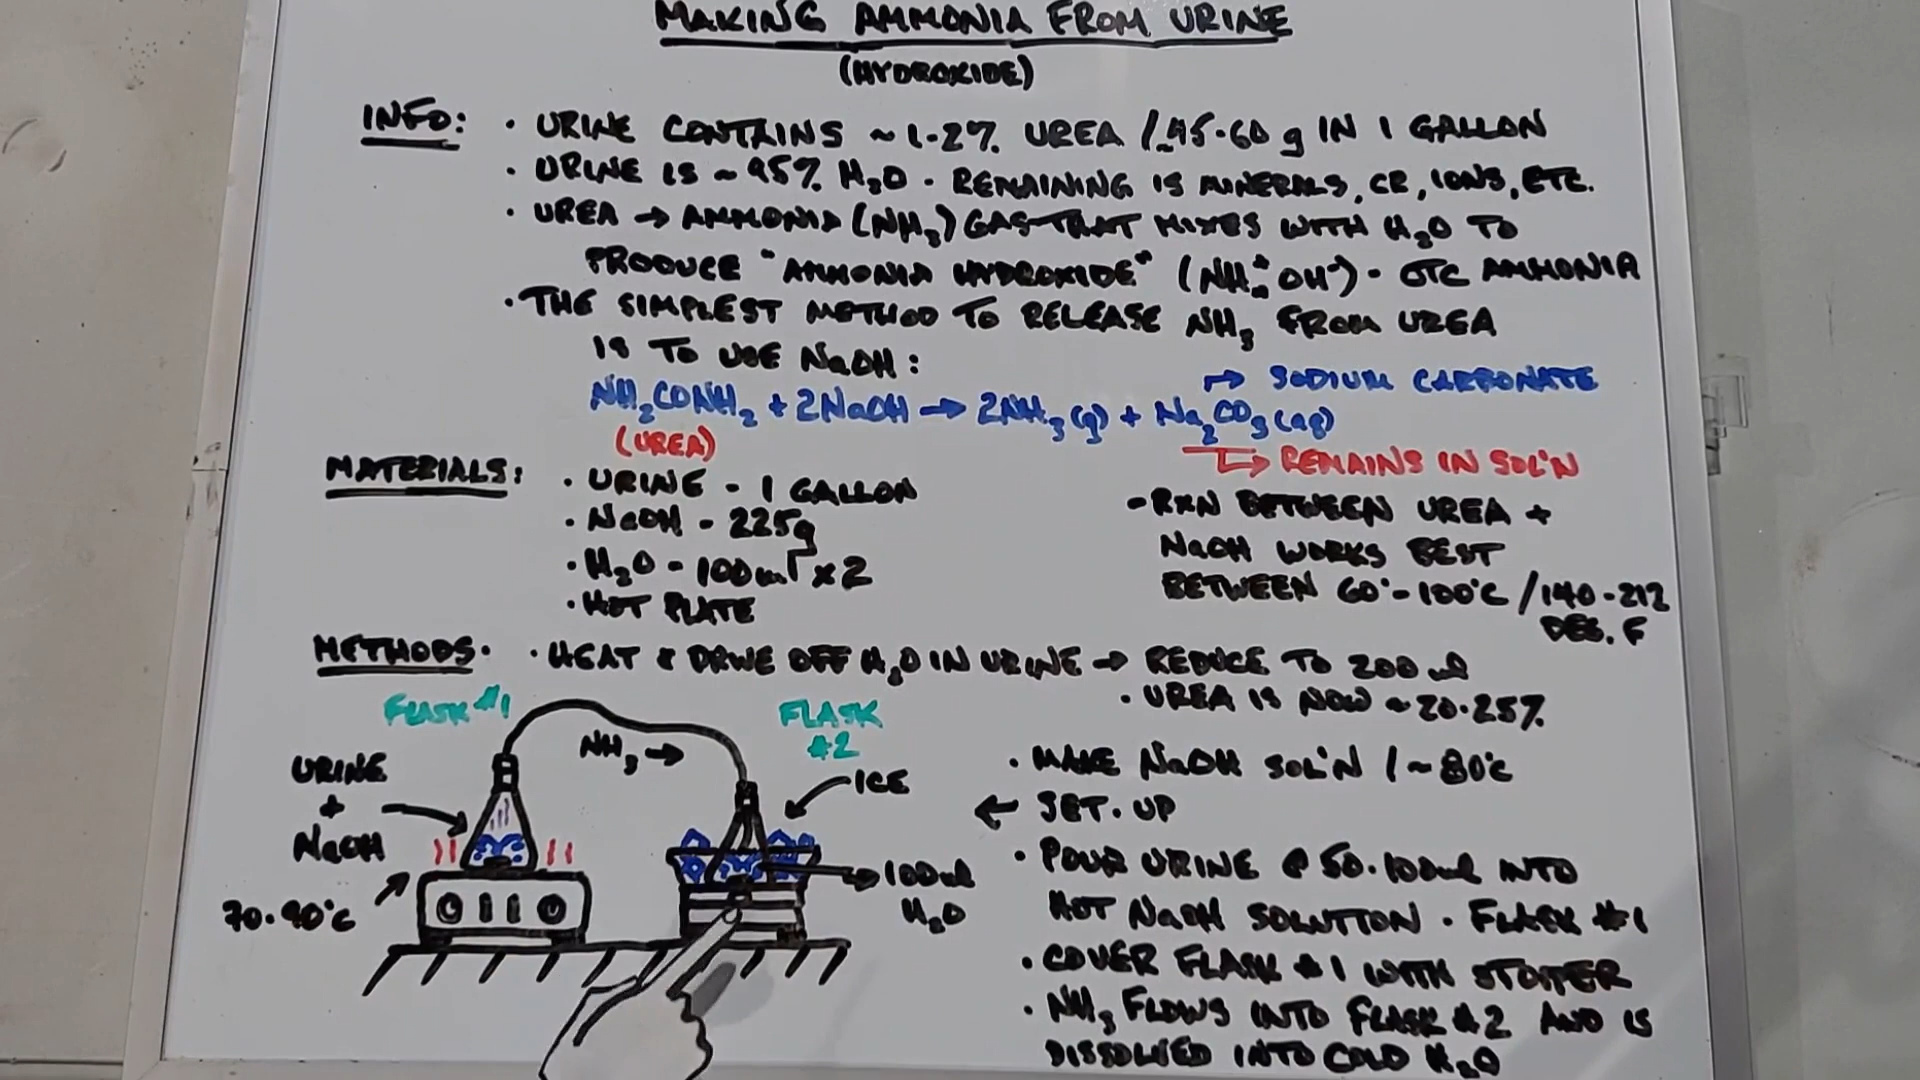 MAKING AMMONIA FROM URINE
(HYDROXIDE)
INFO: • URINE CONTAINS ~ 1-2% UREA / ~45-60 g IN 1 GALLON
• URINE IS ~ 95% H2O - REMAINING IS MINERALS, CR, IONS, ETC.
• UREA → AMMONIA (NH3) GAS THAT MIXES WITH H2O TO
PRODUCE "AMMONIA HYDROXIDE" (NH4+ OH-) - OTC AMMONIA
• THE SIMPLEST METHOD TO RELEASE NH3 FROM UREA
IS TO USE NaOH:
NH2CONH2 + 2NaOH → 2NH3(g) + Na2CO3(aq)
→ SODIUM CARBONATE
(UREA)
→ REMAINS IN SOL'N
MATERIALS: • URINE - 1 GALLON
• NaOH - 225g
• H2O - 100ml x2
• HOT PLATE
- RXN BETWEEN UREA +
NaOH WORKS BEST
BETWEEN 60°-100°C / 140-212
DEG. F
METHODS: • HEAT & DRIVE OFF H2O IN URINE → REDUCE TO 200 ml
• UREA IS NOW ~ 20-25%
• MAKE NaOH SOL'N / ~80°C
← SET-UP
• POUR URINE @ 50-100ml INTO
HOT NaOH SOLUTION - FLASK #1
• COVER FLASK #1 WITH STOPPER
• NH3 FLOWS INTO FLASK #2 AND IS
DISSOLVED INTO COLD H2O
FLASK #1
FLASK
#2
NH3 →
URINE
+
NaOH
ICE
70-90°C
100ml
H2O